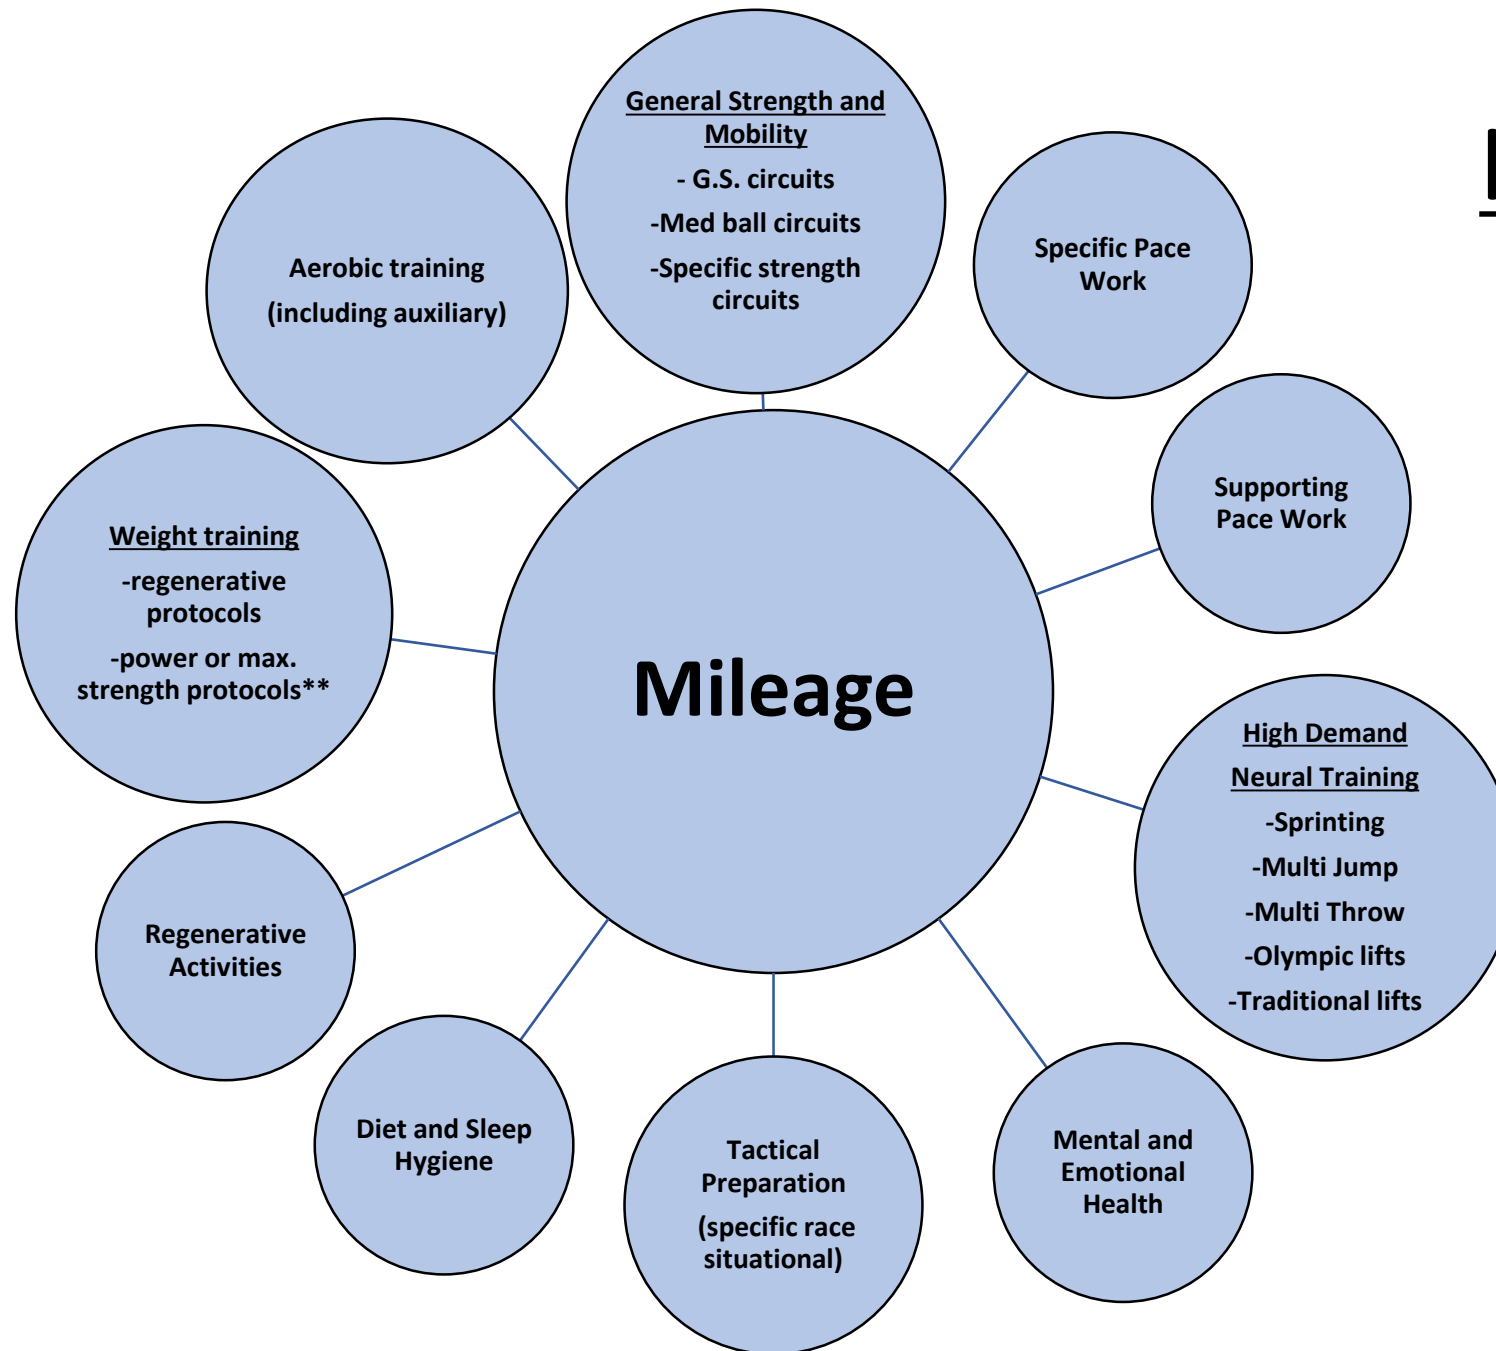 General Strength and
Mobility
- G.S. circuits
-Med ball circuits
-Specific strength
circuits
Specific Pace
Work
Supporting
Pace Work
High Demand
Neural Training
-Sprinting
-Multi Jump
-Multi Throw
-Olympic lifts
-Traditional lifts
Mental and
Emotional
Health
Tactical
Preparation
(specific race
situational)
Diet and Sleep
Hygiene
Regenerative
Activities
Weight training
-regenerative
protocols
-power or max.
strength protocols**
Aerobic training
(including auxiliary)
Mileage